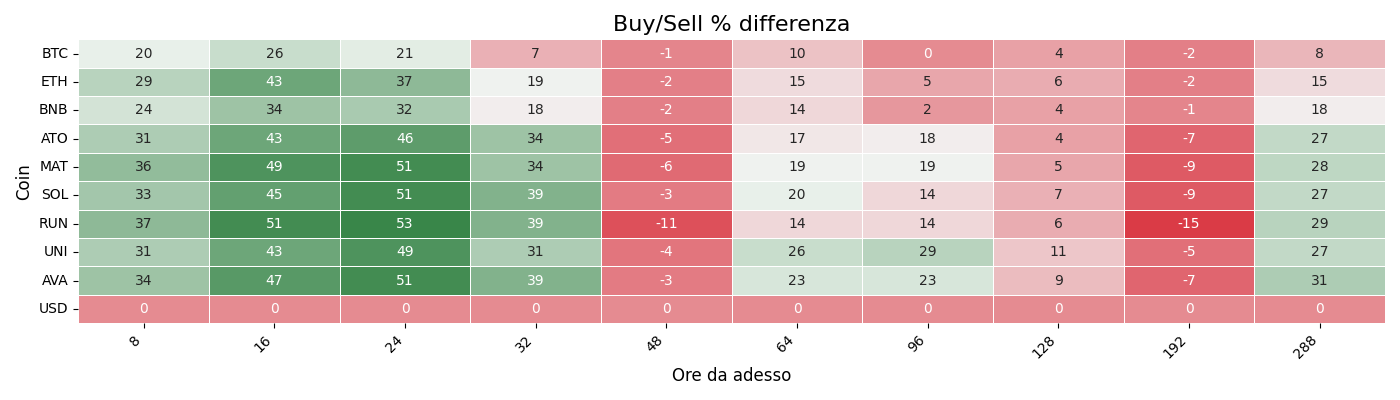 Buy/Sell % differenza
Coin
BTC 20 26 21 7 -1 10 0 4 -2 8
ETH 29 43 37 19 -2 15 5 6 -2 15
BNB 24 34 32 18 -2 14 2 4 -1 18
ATO 31 43 46 34 -5 17 18 4 -7 27
MAT 36 49 51 34 -6 19 19 5 -9 28
SOL 33 45 51 39 -3 20 14 7 -9 27
RUN 37 51 53 39 -11 14 14 6 -15 29
UNI 31 43 49 31 -4 26 29 11 -5 27
AVA 34 47 51 39 -3 23 23 9 -7 31
USD 0 0 0 0 0 0 0 0 0 0
8 16 24 32 48 64 96 128 192 288
Ore da adesso